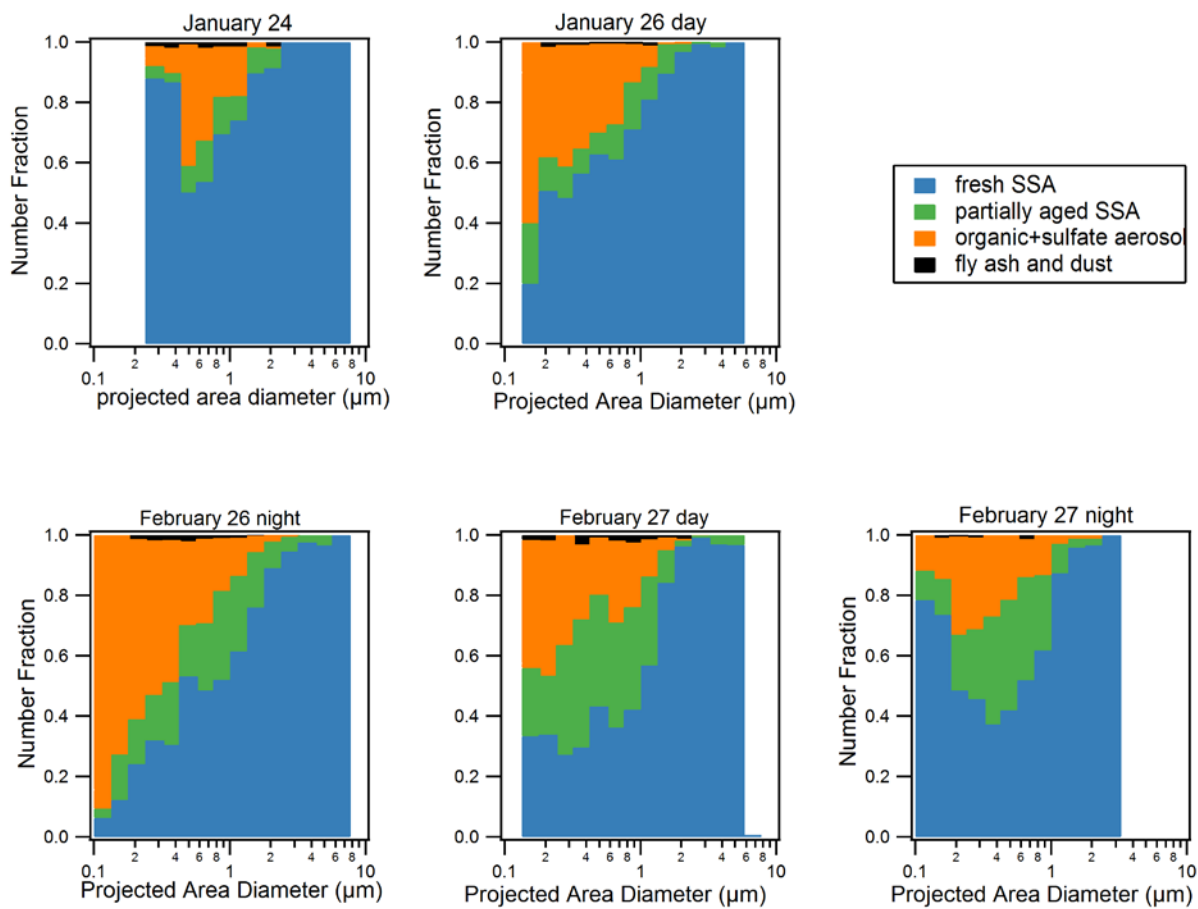 January 24
Number Fraction
1.0
0.8
0.6
0.4
0.2
0.0
2 4 6 8 2 4 6 8
0.1 1 10
projected area diameter (µm)
January 26 day
Number Fraction
1.0
0.8
0.6
0.4
0.2
0.0
2 4 6 8 2 4 6 8
0.1 1 10
Projected Area Diameter (µm)
fresh SSA
partially aged SSA
organic+sulfate aerosol
fly ash and dust
February 26 night
Number Fraction
1.0
0.8
0.6
0.4
0.2
0.0
2 4 6 8 2 4 6 8
0.1 1 10
Projected Area Diameter (µm)
February 27 day
Number Fraction
1.0
0.8
0.6
0.4
0.2
0.0
2 4 6 8 2 4 6 8
0.1 1 10
Projected Area Diameter (µm)
February 27 night
Number Fraction
1.0
0.8
0.6
0.4
0.2
0.0
2 4 6 8 2 4 6 8
0.1 1 10
Projected Area Diameter (µm)